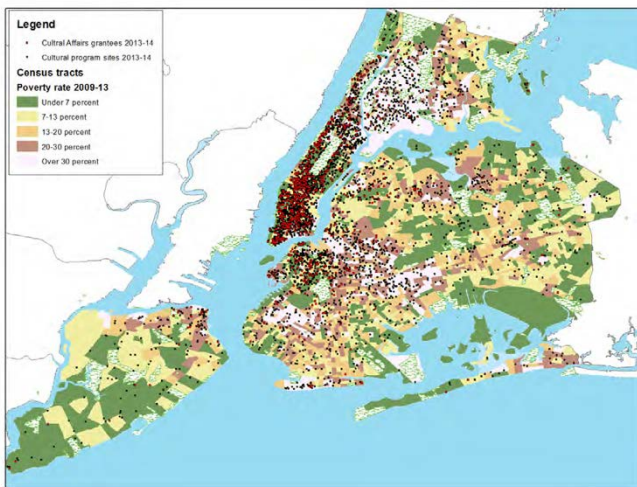 Legend
Cultral Affairs grantees 2013-14
Cultural program sites 2013-14
Census tracts
Poverty rate 2009-13
Under 7 percent
7-13 percent
13-20 percent
20-30 percent
Over 30 percent